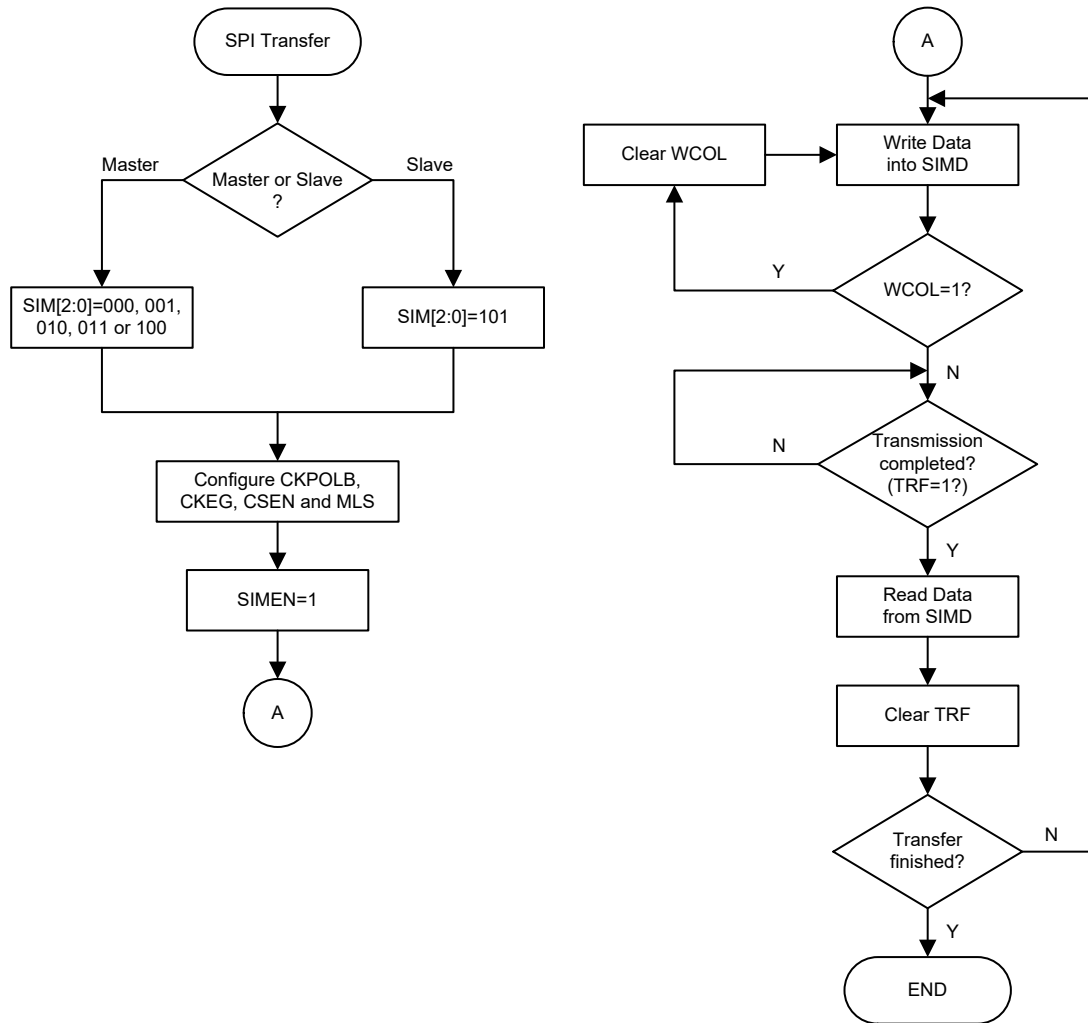 SPI Transfer
Master or Slave
?
Master
Slave
SIM[2:0]=000, 001,
010, 011 or 100
SIM[2:0]=101
Configure CKPOLB,
CKEG, CSEN and MLS
SIMEN=1
A
A
Write Data
into SIMD
Clear WCOL
WCOL=1?
Y
N
Transmission
completed?
(TRF=1?)
N
Y
Read Data
from SIMD
Clear TRF
Transfer
finished?
N
Y
END